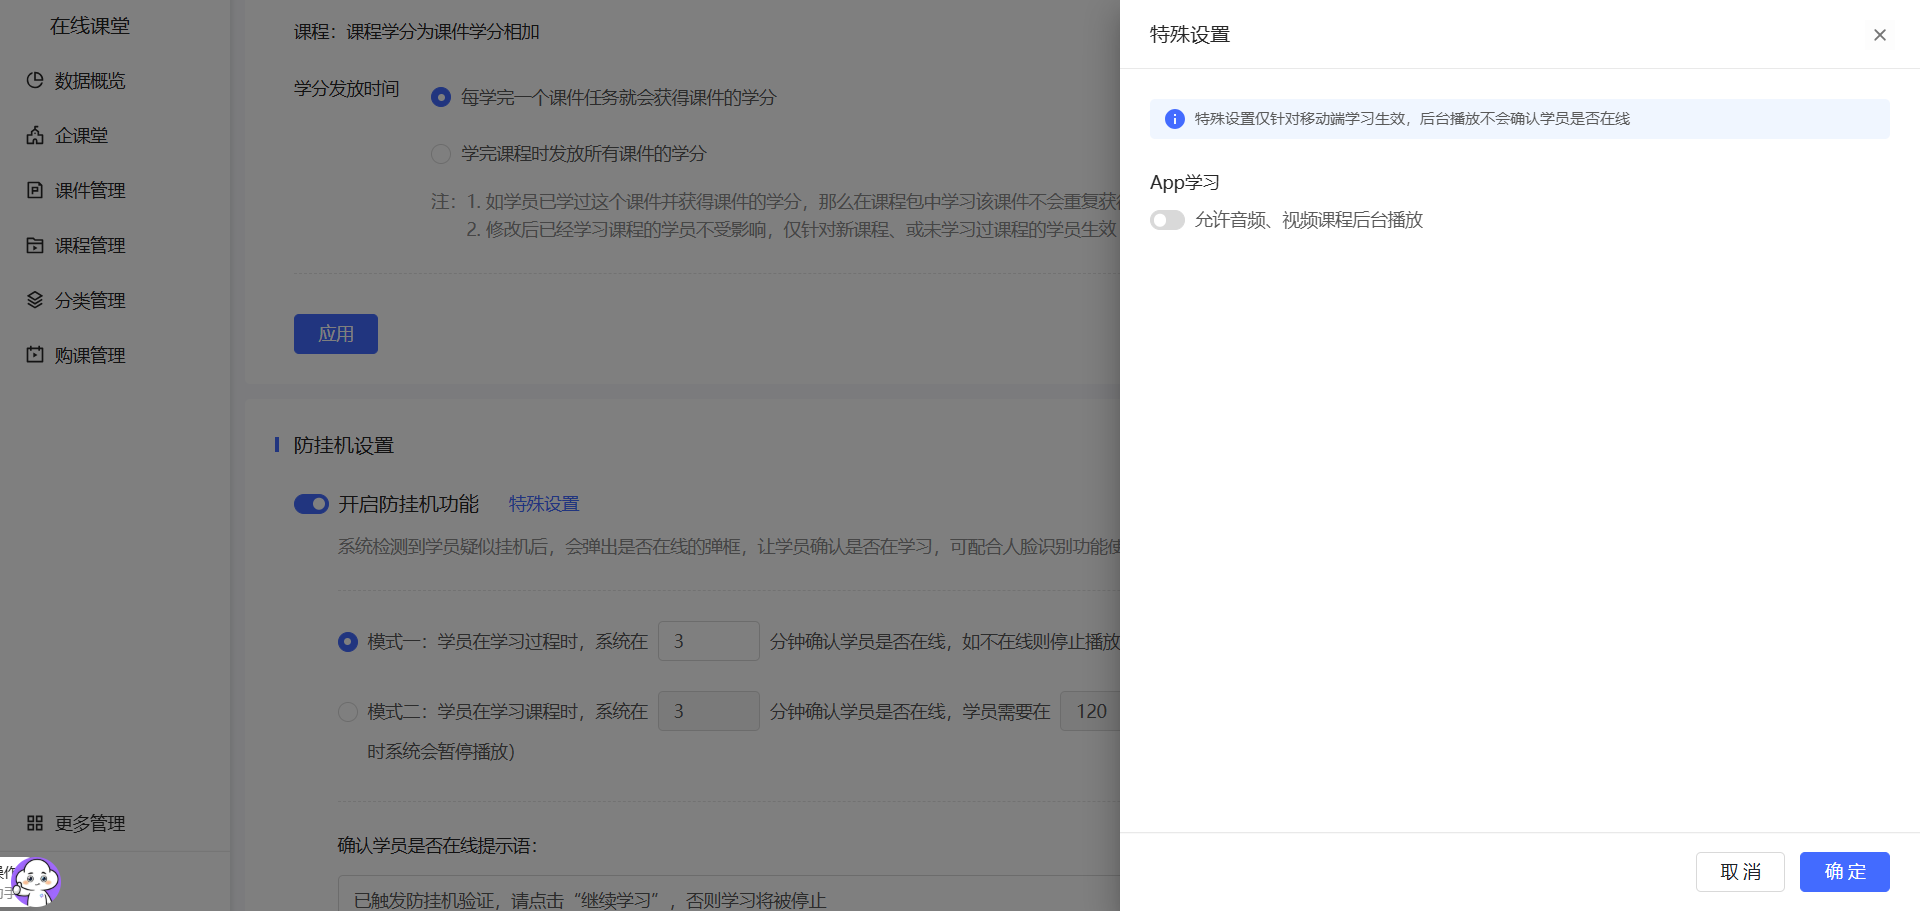 在线课堂
数据概览
企课堂
课件管理
课程管理
分类管理
购课管理
更多管理
课程：课程学分为课件学分相加
学分发放时间
每学完一个课件任务就会获得课件的学分
学完课程时发放所有课件的学分
注：1. 如学员已学过这个课件并获得课件的学分，那么在课程包中学习该课件不会重复获
2. 修改后已经学习课程的学员不受影响，仅针对新课程、或未学习过课程的学员生效
应用
防挂机设置
开启防挂机功能 特殊设置
系统检测到学员疑似挂机后，会弹出是否在线的弹框，让学员确认是否在学习，可配合人脸识别功能使
模式一：学员在学习过程时，系统在 3 分钟确认学员是否在线，如不在线则停止播放
模式二：学员在学习课程时，系统在 3 分钟确认学员是否在线，学员需要在 120
时系统会暂停播放）
确认学员是否在线提示语：
已触发防挂机验证，请点击“继续学习”，否则学习将被停止
特殊设置
特殊设置仅针对移动端学习生效，后台播放不会确认学员是否在线
App学习
允许音频、视频课程后台播放
取消 确定